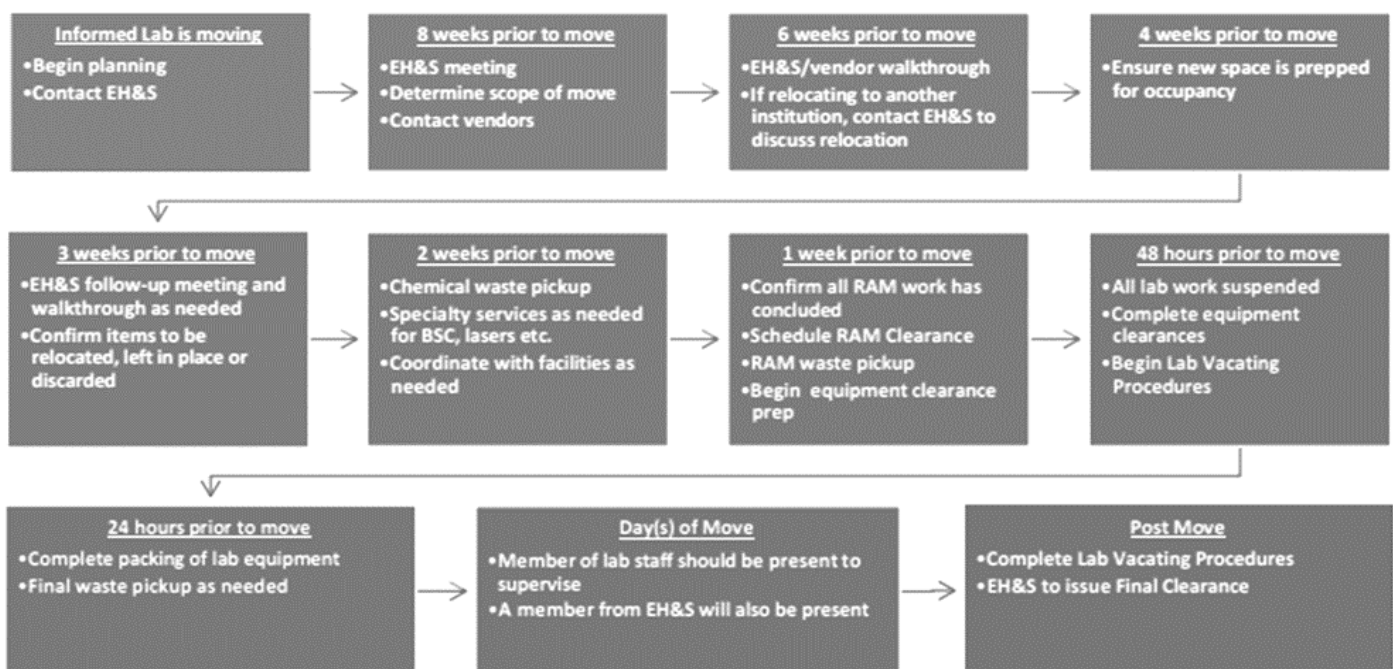 Informed Lab is moving
•Begin planning
•Contact EH&S
8 weeks prior to move
•EH&S meeting
•Determine scope of move
•Contact vendors
6 weeks prior to move
•EH&S/vendor walkthrough
•If relocating to another
institution, contact EH&S to
discuss relocation
4 weeks prior to move
•Ensure new space is prepped
for occupancy
3 weeks prior to move
•EH&S follow-up meeting and
walkthrough as needed
•Confirm items to be
relocated, left in place or
discarded
2 weeks prior to move
•Chemical waste pickup
•Specialty services as needed
for BSC, lasers etc.
•Coordinate with facilities as
needed
1 week prior to move
•Confirm all RAM work has
concluded
•Schedule RAM Clearance
•RAM waste pickup
•Begin equipment clearance
prep
48 hours prior to move
•All lab work suspended
•Complete equipment
clearances
•Begin Lab Vacating
Procedures
24 hours prior to move
•Complete packing of lab equipment
•Final waste pickup as needed
Day(s) of Move
•Member of lab staff should be present to
supervise
•A member from EH&S will also be present
Post Move
•Complete Lab Vacating Procedures
•EH&S to issue Final Clearance